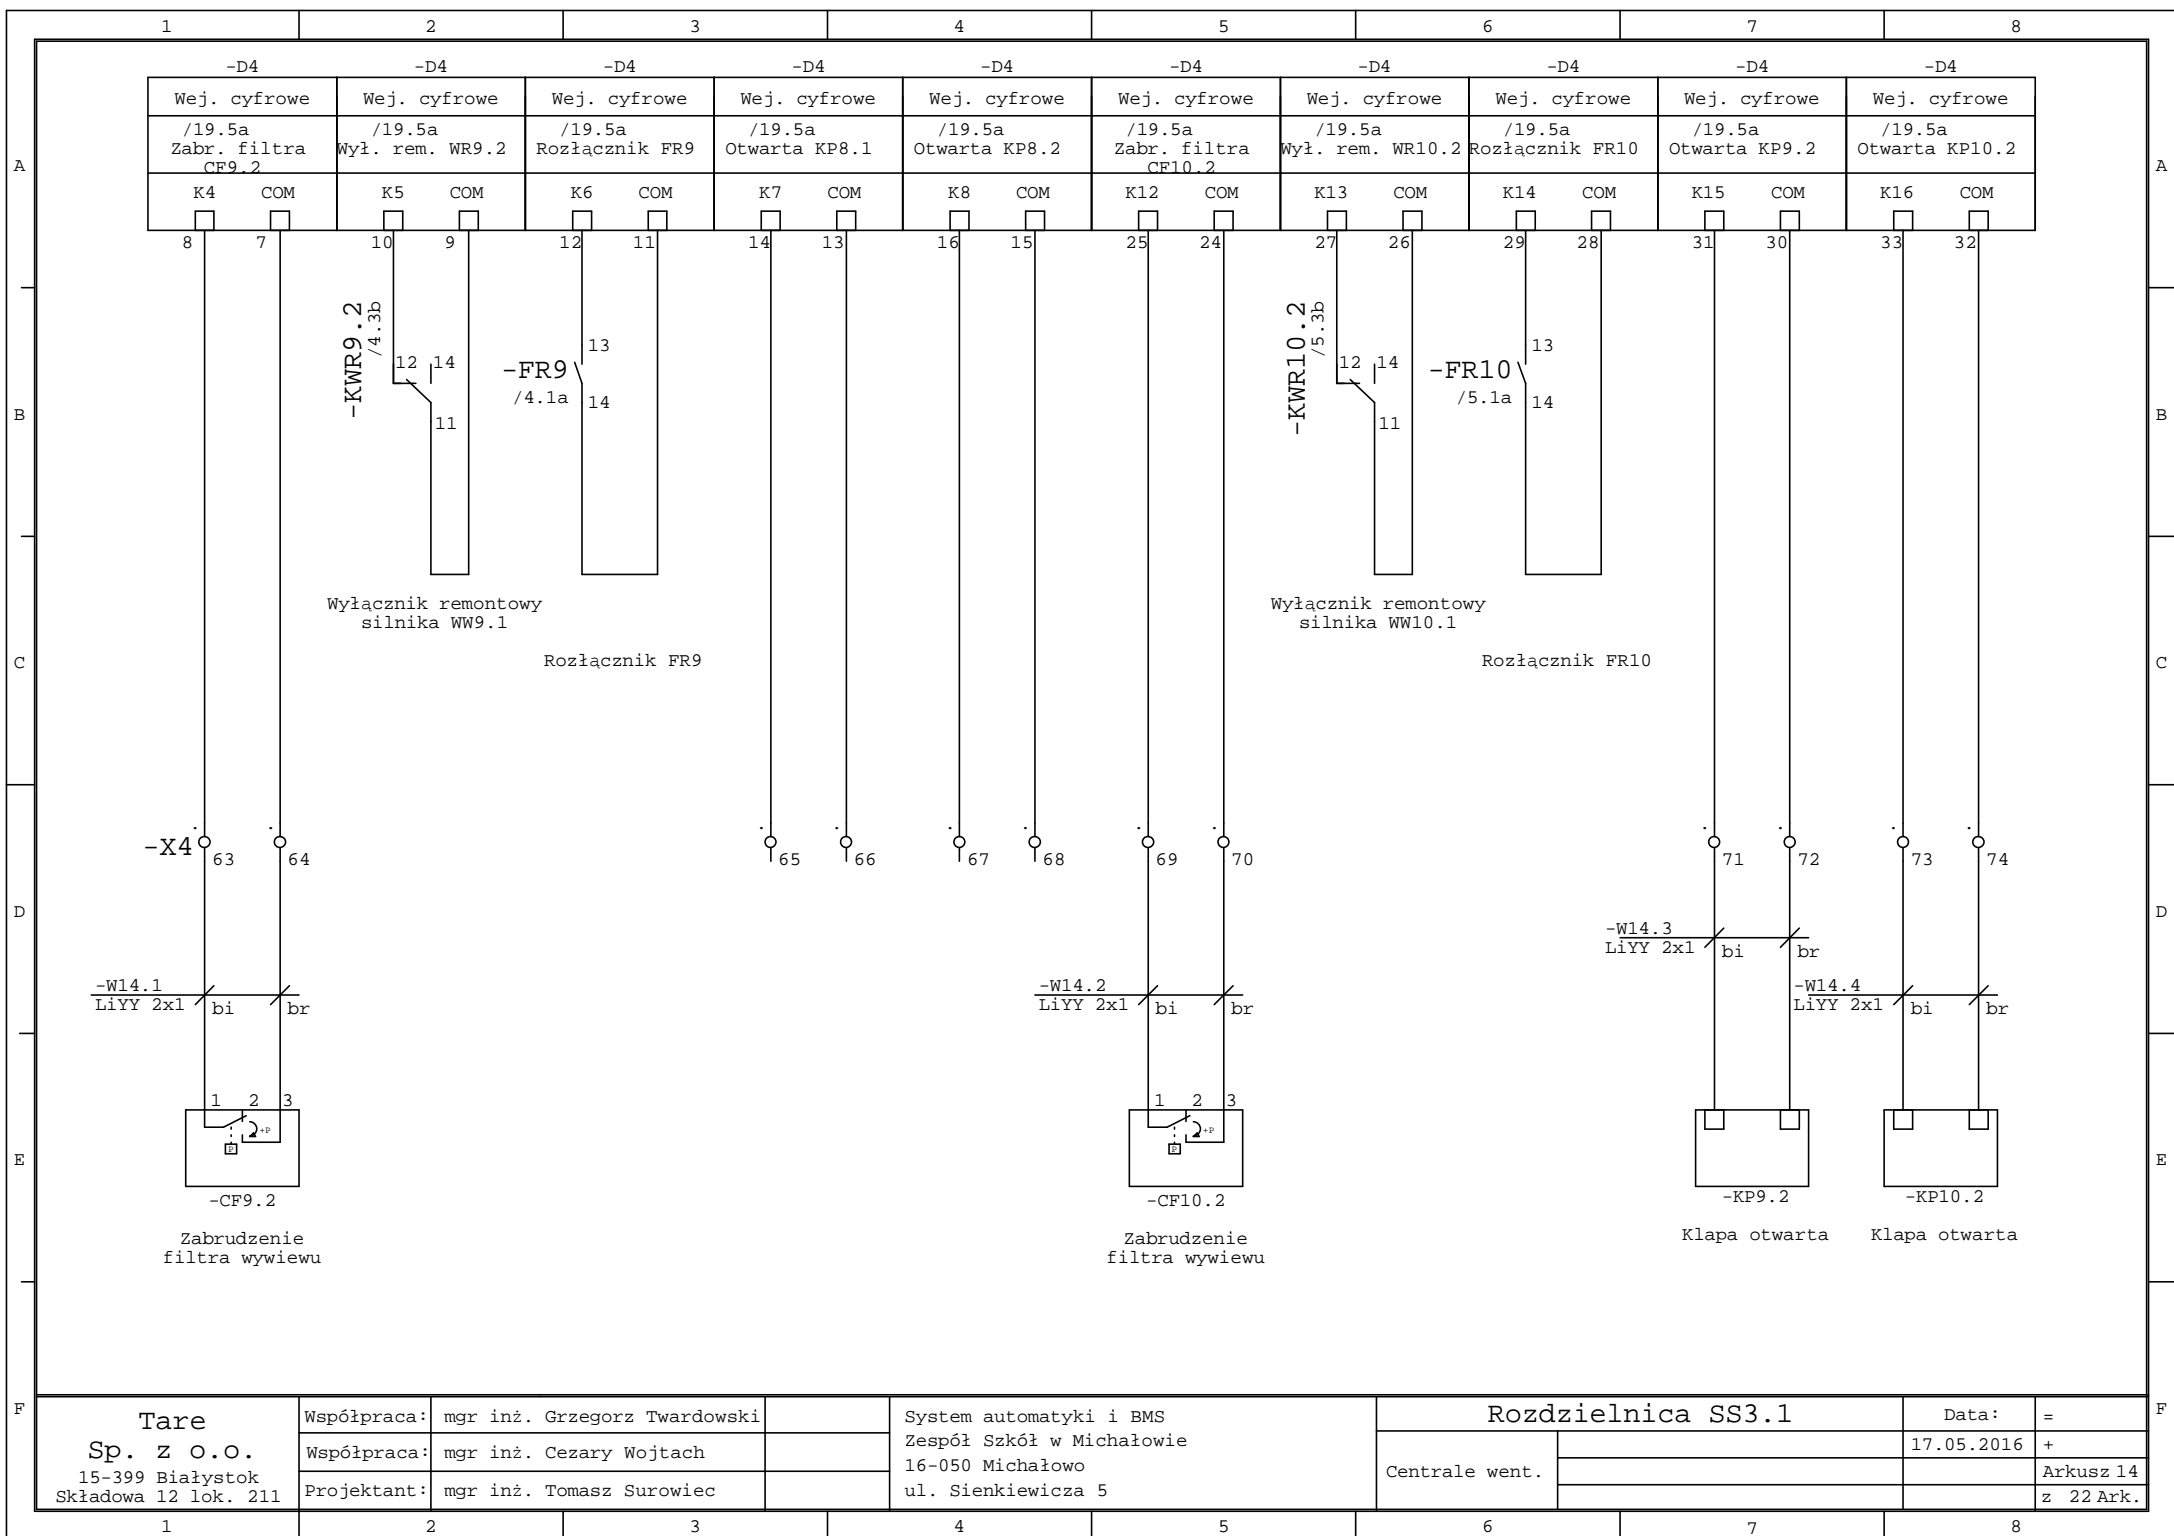 1 2 3 4 5 6 7 8
-D4 -D4 -D4 -D4 -D4 -D4 -D4 -D4 -D4 -D4
Wej. cyfrowe Wej. cyfrowe Wej. cyfrowe Wej. cyfrowe Wej. cyfrowe Wej. cyfrowe Wej. cyfrowe Wej. cyfrowe Wej. cyfrowe Wej. cyfrowe
/19.5a /19.5a /19.5a /19.5a /19.5a /19.5a /19.5a /19.5a /19.5a /19.5a
Zabr. filtra Wył. rem. WR9.2 Rozłącznik FR9 Otwarta KP8.1 Otwarta KP8.2 Zabr. filtra Wył. rem. WR10.2 Rozłącznik FR10 Otwarta KP9.2 Otwarta KP10.2
A CF9.2 CF10.2 A
K4 COM K5 COM K6 COM K7 COM K8 COM K12 COM K13 COM K14 COM K15 COM K16 COM
8 7 10 9 12 11 14 13 16 15 25 24 27 26 29 28 31 30 33 32
-KWR9.2
/4.3b
-KWR10.2
/5.3b
13 13
12 14 -FR9 12 14 -FR10
/4.1a 14 /5.1a 14
B 11 11 B
Wyłącznik remontowy Wyłącznik remontowy
silnika WW9.1 silnika WW10.1
C Rozłącznik FR9 Rozłącznik FR10 C
-X4 63 64 65 66 67 68 69 70 71 72 73 74
D D
-W14.3
LiYY 2x1 bi br
-W14.1 -W14.2 -W14.4
LiYY 2x1 bi br LiYY 2x1 bi br LiYY 2x1 bi br
1 2 3 1 2 3
+P +P
P P
E E
-CF9.2 -CF10.2 -KP9.2 -KP10.2
Zabrudzenie Zabrudzenie Klapa otwarta Klapa otwarta
filtra wywiewu filtra wywiewu
F F
Tare
Sp. z o.o.
15-399 Białystok
Składowa 12 lok. 211
Współpraca: mgr inż. Grzegorz Twardowski
Współpraca: mgr inż. Cezary Wojtach
Projektant: mgr inż. Tomasz Surowiec
System automatyki i BMS
Zespół Szkół w Michałowie
16-050 Michałowo
ul. Sienkiewicza 5
Rozdzielnica SS3.1
Centrale went.
Data: =
17.05.2016 +
Arkusz 14
z 22 Ark.
1 2 3 4 5 6 7 8